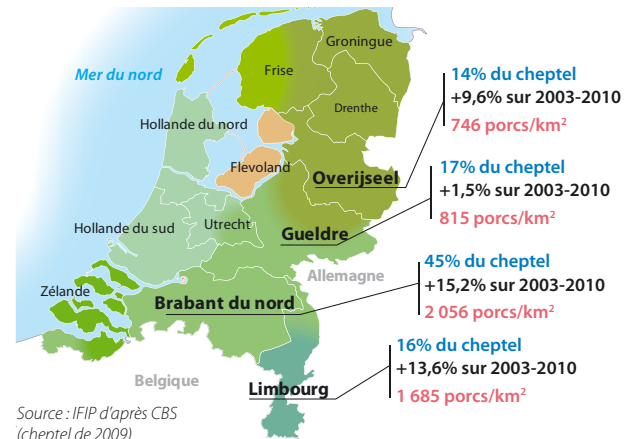 Groningue
Mer du nord
Frise
14% du cheptel
+9,6% sur 2003-2010
746 porcs/km²
Drenthe
Hollande du nord
Flevoland
Overijseel
17% du cheptel
+1,5% sur 2003-2010
815 porcs/km²
Hollande du sud
Utrecht
Gueldre
Allemagne
45% du cheptel
+15,2% sur 2003-2010
2 056 porcs/km²
Zélande
Brabant du nord
16% du cheptel
+13,6% sur 2003-2010
1 685 porcs/km²
Belgique
Limbourg
Source : IFIP d'après CBS
(cheptel de 2009)